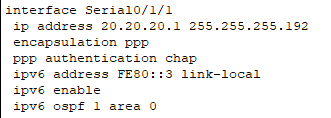 interface Serial0/1/1
ip address 20.20.20.1 255.255.255.192
encapsulation ppp
ppp authentication chap
ipv6 address FE80::3 link-local
ipv6 enable
ipv6 ospf 1 area 0